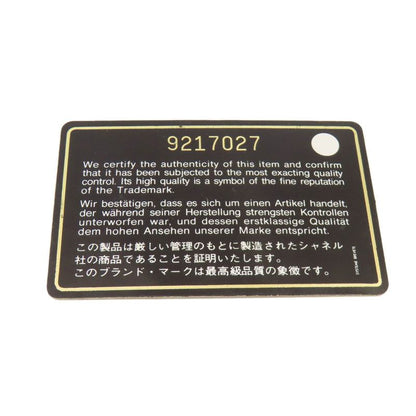 9217027
We certify the authenticity of this item and confirm
that it has been subjected to the most exacting quality
control. Its high quality is a symbol of the fine reputation
of the Trademark.
Wir bestätigen, dass es sich um einen Artikel handelt,
der während seiner Herstellung strengsten Kontrollen
unterworfen war, und dessen erstklassige Qualität
dem hohen Ansehen unserer Marke entspricht.
この製品は厳しい管理のもとに製造されたシャネル
社の商品であることを証明いたします。
このブランド・マークは最高級品質の象徴です。